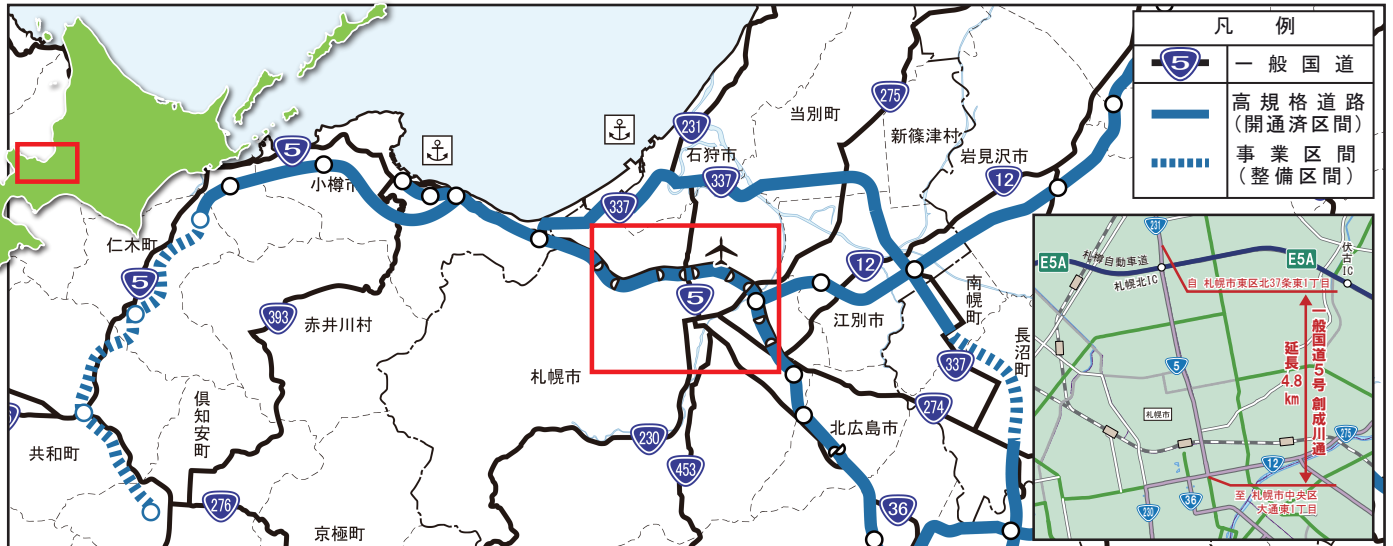 凡例
5
一般国道
高規格道路
(開通済区間)
事業区間
(整備区間)
275
当別町
231
新篠津村
5
石狩市
岩見沢市
337
12
小樽市
337
仁木町
5
12
5
南幌町
393
江別市
赤井川村
長沼町
337
札幌市
倶知安町
274
北広島市
230
共和町
453
276
36
京極町
231
札樽自動車道
E5A
E5A
伏古IC
札幌北IC
自 札幌市東区北37条東1丁目
一般国道5号 創成川通
延長4.8km
5
札幌市
275
12
至 札幌市中央区
大通東1丁目
36
230